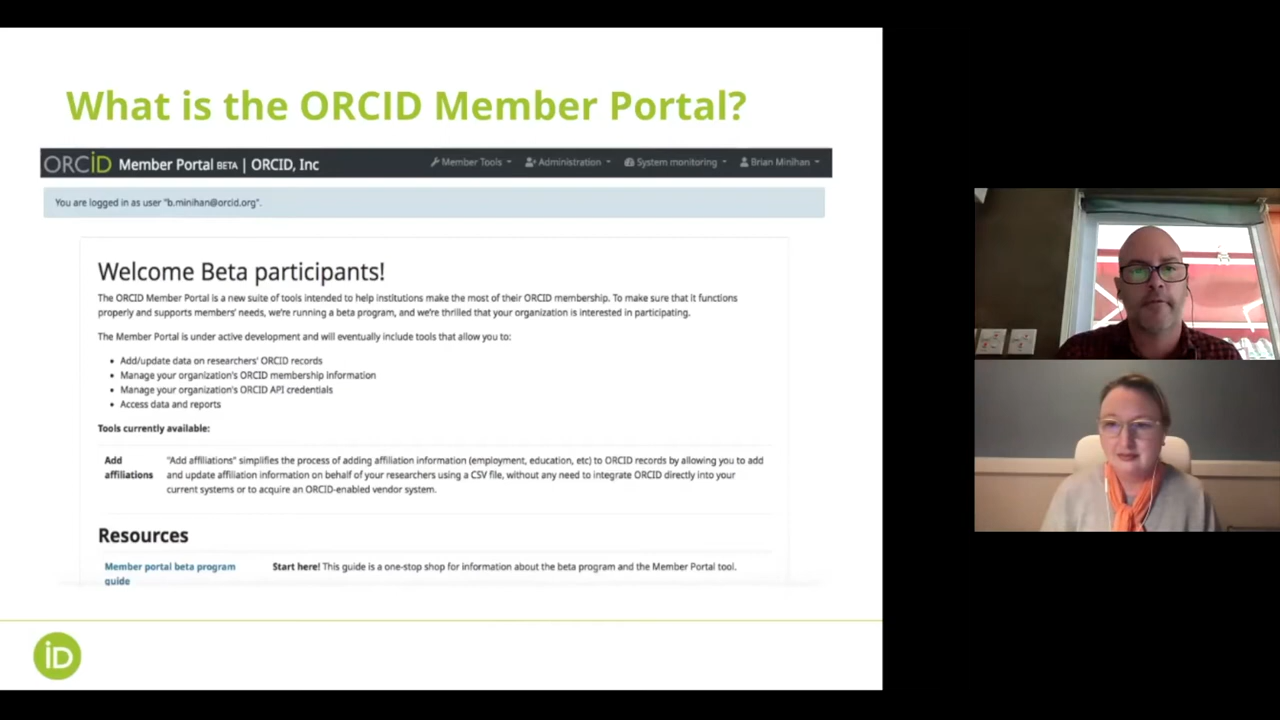 What is the ORCID Member Portal?
ORCiD Member Portal BETA | ORCID, Inc Member Tools Administration System monitoring Brian Minihan
You are logged in as user "b.minihan@orcid.org".
Welcome Beta participants!
The ORCID Member Portal is a new suite of tools intended to help institutions make the most of their ORCID membership. To make sure that it functions
properly and supports members' needs, we're running a beta program, and we're thrilled that your organization is interested in participating.
The Member Portal is under active development and will eventually include tools that allow you to:
• Add/update data on researchers' ORCID records
• Manage your organization's ORCID membership information
• Manage your organization's ORCID API credentials
• Access data and reports
Tools currently available:
Add
affiliations
"Add affiliations" simplifies the process of adding affiliation information (employment, education, etc) to ORCID records by allowing you to add
and update affiliation information on behalf of your researchers using a CSV file, without any need to integrate ORCID directly into your
current systems or to acquire an ORCID-enabled vendor system.
Resources
Member portal beta program
guide
Start here! This guide is a one-stop shop for information about the beta program and the Member Portal tool.
iD